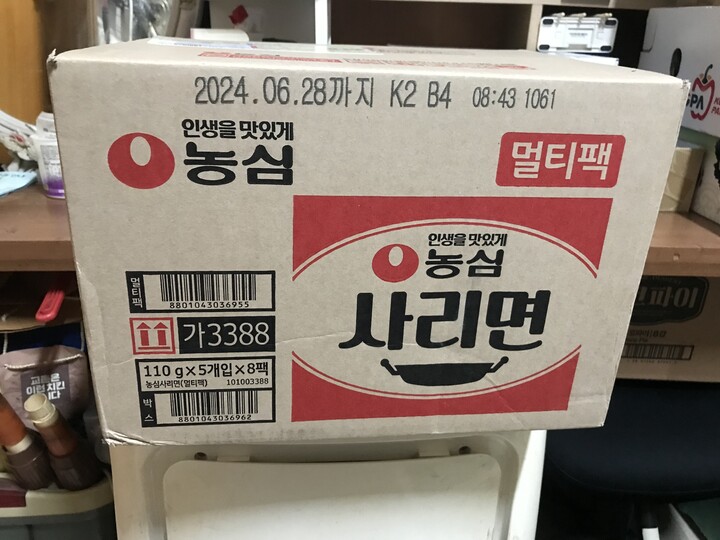 2024.06.28까지 K2 B4 08:43 1061
인생을 맛있게
농심
멀티팩
인생을 맛있게
농심
사리면
멀티팩
8801043036955
가3388
110 g×5개입×8팩
농심사리면(멀티팩) 101003388
박스
8801043036962